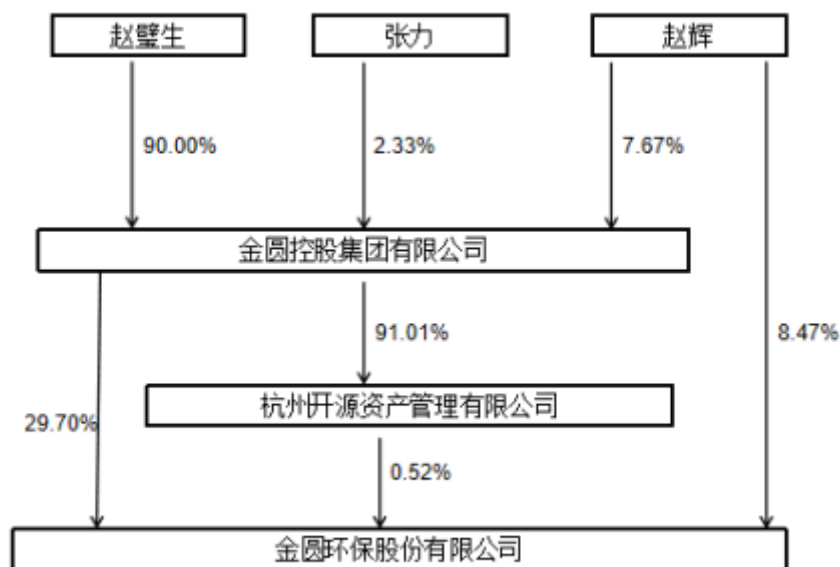 赵璧生
张力
赵辉
90.00%
2.33%
7.67%
金圆控股集团有限公司
91.01%
8.47%
杭州开源资产管理有限公司
29.70%
0.52%
金圆环保股份有限公司